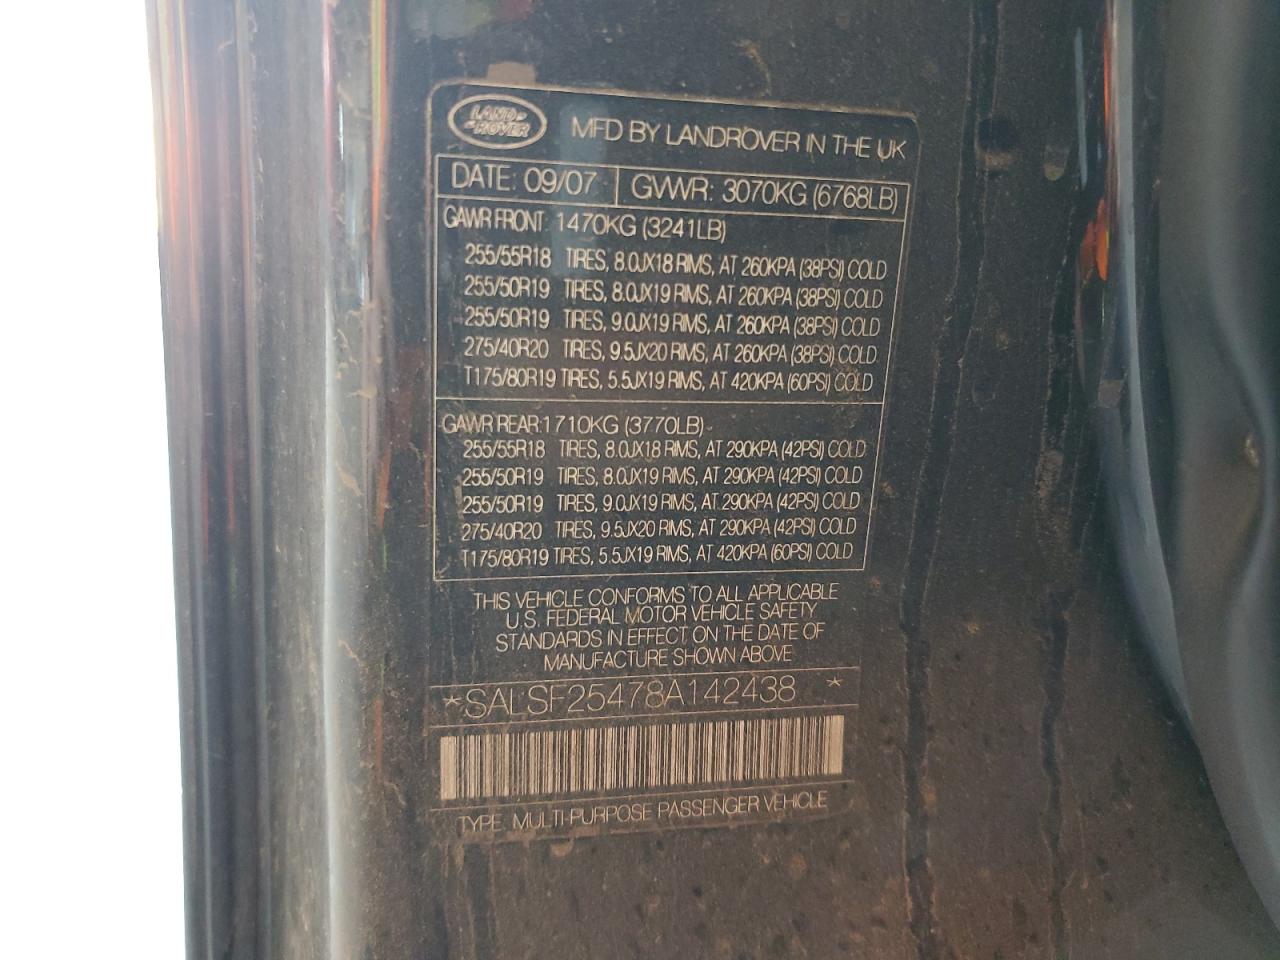 LAND-
-ROVER
MFD BY LANDROVER IN THE UK
DATE: 09/07 GVWR: 3070KG (6768LB)
GAWR FRONT: 1470KG (3241LB)
255/55R18 TIRES, 8.0JX18 RIMS, AT 260KPA (38PSI) COLD
255/50R19 TIRES, 8.0JX19 RIMS, AT 260KPA (38PSI) COLD
255/50R19 TIRES, 9.0JX19 RIMS, AT 260KPA (38PSI) COLD
275/40R20 TIRES, 9.5JX20 RIMS, AT 260KPA (38PSI) COLD
T175/80R19 TIRES, 5.5JX19 RIMS, AT 420KPA (60PSI) COLD
GAWR REAR: 1710KG (3770LB)
255/55R18 TIRES, 8.0JX18 RIMS, AT 290KPA (42PSI) COLD
255/50R19 TIRES, 8.0JX19 RIMS, AT 290KPA (42PSI) COLD
255/50R19 TIRES, 9.0JX19 RIMS, AT 290KPA (42PSI) COLD
275/40R20 TIRES, 9.5JX20 RIMS, AT 290KPA (42PSI) COLD
T175/80R19 TIRES, 5.5JX19 RIMS, AT 420KPA (60PSI) COLD
THIS VEHICLE CONFORMS TO ALL APPLICABLE
U.S. FEDERAL MOTOR VEHICLE SAFETY
STANDARDS IN EFFECT ON THE DATE OF
MANUFACTURE SHOWN ABOVE
*SALSF25478A142438 *
TYPE: MULTI-PURPOSE PASSENGER VEHICLE